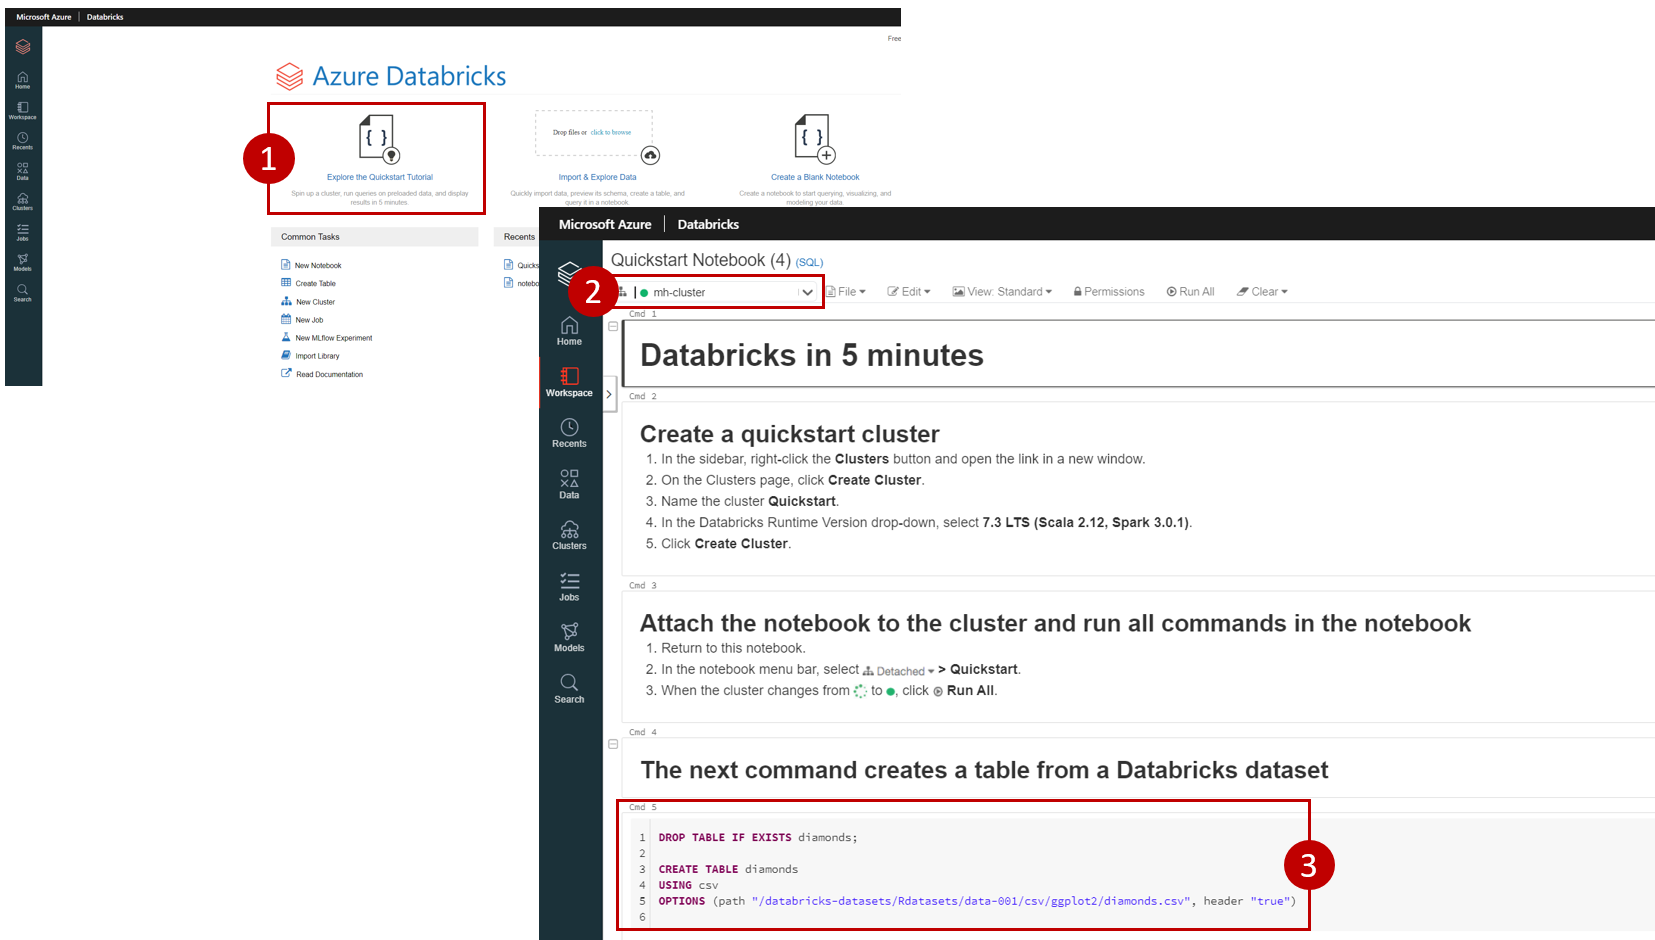 Microsoft Azure | Databricks
Free
Home
Workspace
Recents
Data
Clusters
Jobs
Models
Search
Azure Databricks
1
Explore the Quickstart Tutorial
Spin up a cluster, run queries on preloaded data, and display
results in 5 minutes.
Drop files or click to browse
Import & Explore Data
Quickly import data, preview its schema, create a table, and
query it in a notebook.
Create a Blank Notebook
Create a notebook to start querying, visualizing, and
modeling your data.
Common Tasks
New Notebook
Create Table
New Cluster
New Job
New MLflow Experiment
Import Library
Read Documentation
Recents
Quicks
notebo
Microsoft Azure | Databricks
Home
Workspace
Recents
Data
Clusters
Jobs
Models
Search
Quickstart Notebook (4) (SQL)
2
mh-cluster
File
Edit
View: Standard
Permissions
Run All
Clear
Cmd 1
Databricks in 5 minutes
Cmd 2
Create a quickstart cluster
1. In the sidebar, right-click the Clusters button and open the link in a new window.
2. On the Clusters page, click Create Cluster.
3. Name the cluster Quickstart.
4. In the Databricks Runtime Version drop-down, select 7.3 LTS (Scala 2.12, Spark 3.0.1).
5. Click Create Cluster.
Cmd 3
Attach the notebook to the cluster and run all commands in the notebook
1. Return to this notebook.
2. In the notebook menu bar, select Detached > Quickstart.
3. When the cluster changes from to , click Run All.
Cmd 4
The next command creates a table from a Databricks dataset
Cmd 5
1 DROP TABLE IF EXISTS diamonds;
2
3 CREATE TABLE diamonds
4 USING csv
5 OPTIONS (path "/databricks-datasets/Rdatasets/data-001/csv/ggplot2/diamonds.csv", header "true")
6
3